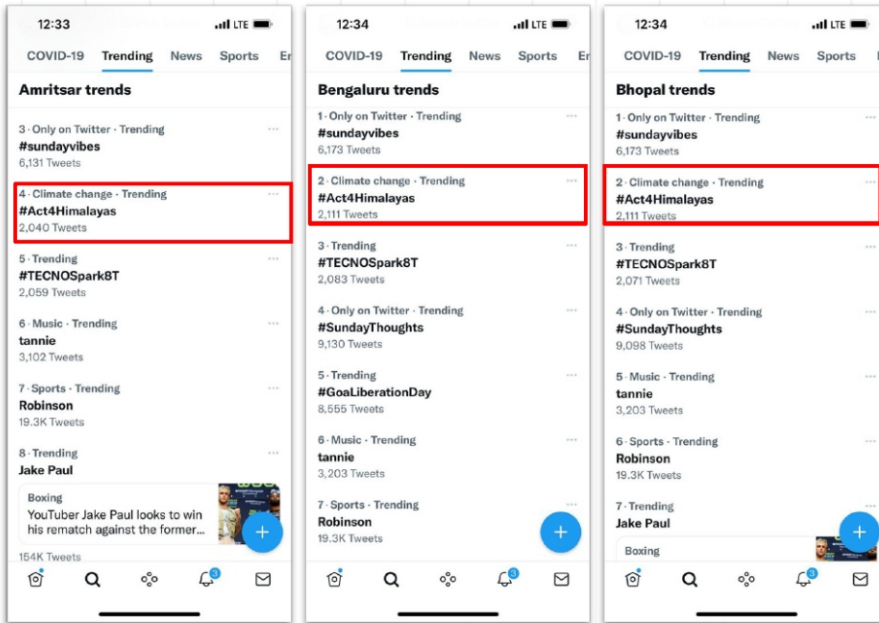 12:33
LTE
COVID-19 Trending News Sports
Amritsar trends
3 · Only on Twitter · Trending
#sundayvibes
6,131 Tweets
4 · Climate change · Trending
#Act4Himalayas
2,040 Tweets
5 · Trending
#TECNOSpark8T
2,059 Tweets
6 · Music · Trending
tannie
3,102 Tweets
7 · Sports · Trending
Robinson
19.3K Tweets
8 · Trending
Jake Paul
Boxing
YouTuber Jake Paul looks to win
his rematch against the former...
154K Tweets
3
12:34
LTE
COVID-19 Trending News Sports Er
Bengaluru trends
1 · Only on Twitter · Trending
#sundayvibes
6,173 Tweets
2 · Climate change · Trending
#Act4Himalayas
2,111 Tweets
3 · Trending
#TECNOSpark8T
2,083 Tweets
4 · Only on Twitter · Trending
#SundayThoughts
9,130 Tweets
5 · Trending
#GoaLiberationDay
8,555 Tweets
6 · Music · Trending
tannie
3,203 Tweets
7 · Sports · Trending
Robinson
19.3K Tweets
3
12:34
LTE
COVID-19 Trending News Sports
Bhopal trends
1 · Only on Twitter · Trending
#sundayvibes
6,173 Tweets
2 · Climate change · Trending
#Act4Himalayas
2,111 Tweets
3 · Trending
#TECNOSpark8T
2,071 Tweets
4 · Only on Twitter · Trending
#SundayThoughts
9,098 Tweets
5 · Music · Trending
tannie
3,203 Tweets
6 · Sports · Trending
Robinson
19.3K Tweets
7 · Trending
Jake Paul
Boxing
3